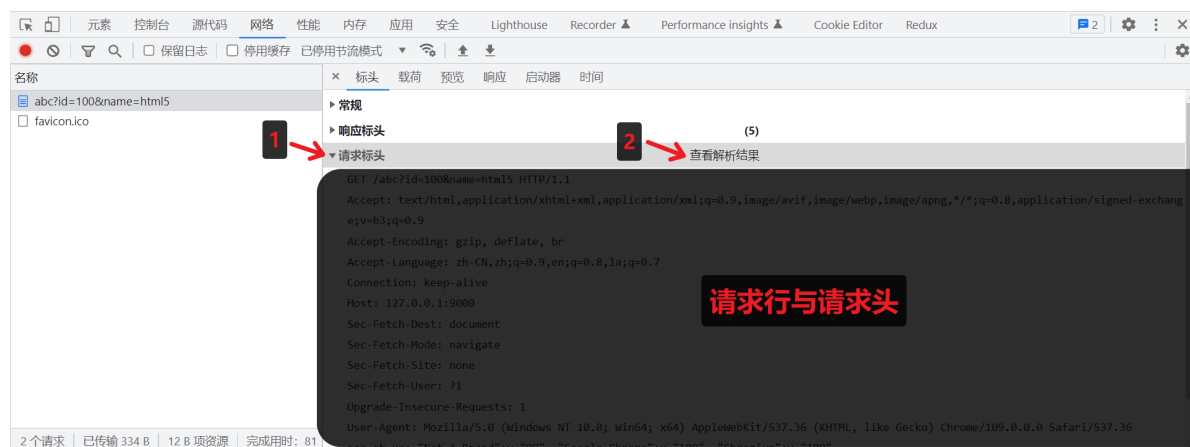 元素 控制台 源代码 网络 性能 内存 应用 安全 Lighthouse Recorder Performance insights Cookie Editor Redux 2
保留日志 停用缓存 已停用节流模式
名称
标头 载荷 预览 响应 启动器 时间
abc?id=100&name=html5
favicon.ico
常规
响应标头 (5)
1
请求标头
2
查看解析结果
GET /abc?id=100&name=html5 HTTP/1.1
Accept: text/html,application/xhtml+xml,application/xml;q=0.9,image/avif,image/webp,image/apng,*/*;q=0.8,application/signed-exchang
e;v=b3;q=0.9
Accept-Encoding: gzip, deflate, br
Accept-Language: zh-CN,zh;q=0.9,en;q=0.8,la;q=0.7
Connection: keep-alive
Host: 127.0.0.1:9000
请求行与请求头
Sec-Fetch-Dest: document
Sec-Fetch-Mode: navigate
Sec-Fetch-Site: none
Sec-Fetch-User: ?1
Upgrade-Insecure-Requests: 1
User-Agent: Mozilla/5.0 (Windows NT 10.0; Win64; x64) AppleWebKit/537.36 (KHTML, like Gecko) Chrome/109.0.0.0 Safari/537.36
2 个请求 已传输 334 B 12 B 项资源 完成用时: 81